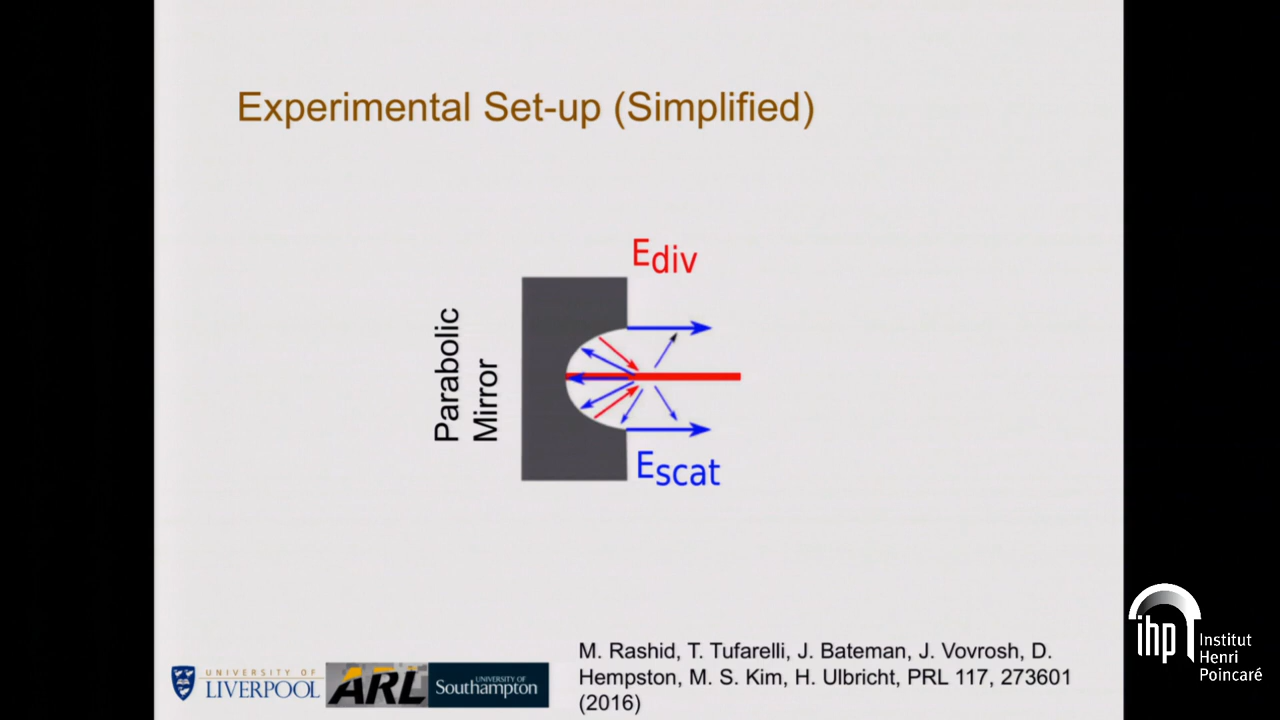 Experimental Set-up (Simplified)
Ediv
Parabolic
Mirror
Escat
M. Rashid, T. Tufarelli, J. Bateman, J. Vovrosh, D.
Hempston, M. S. Kim, H. Ulbricht, PRL 117, 273601
(2016)
UNIVERSITY OF
LIVERPOOL
ARL
UNIVERSITY OF
Southampton
ihp
Institut
Henri
Poincaré